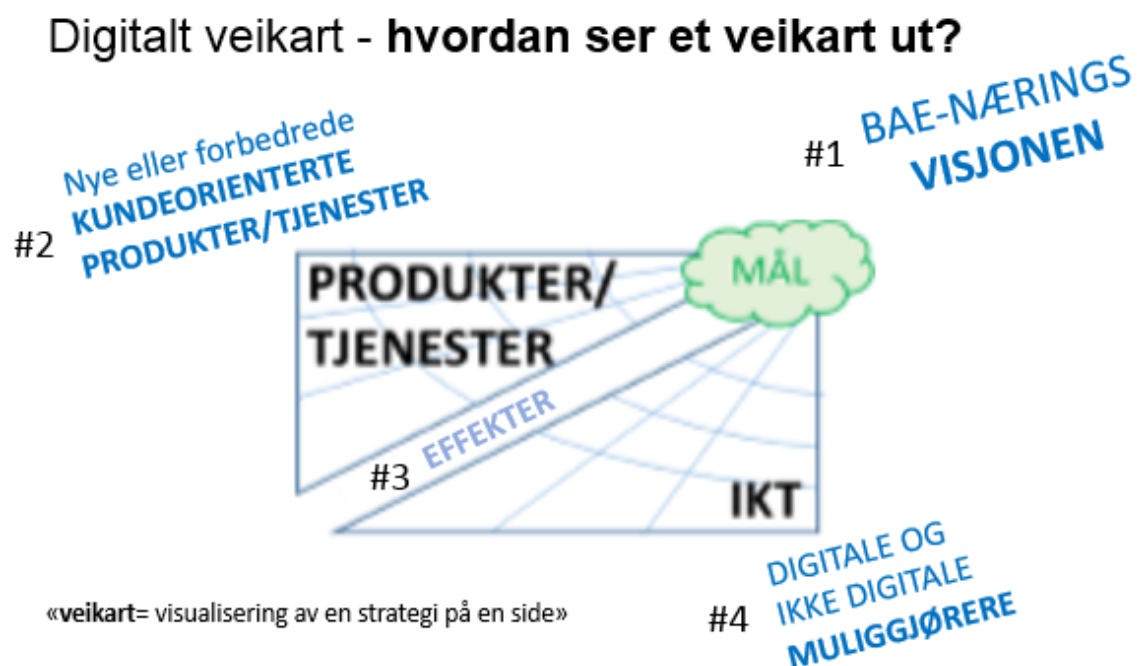 Digitalt veikart - hvordan ser et veikart ut?
#1 BAE-NÆRINGS
VISJONEN
Nye eller forbedrede
KUNDEORIENTERTE
#2 PRODUKTER/TJENESTER
MÅL
PRODUKTER/
TJENESTER
#3 EFFEKTER
IKT
DIGITALE OG
IKKE DIGITALE
#4 MULIGGJØRERE
«veikart= visualisering av en strategi på en side»